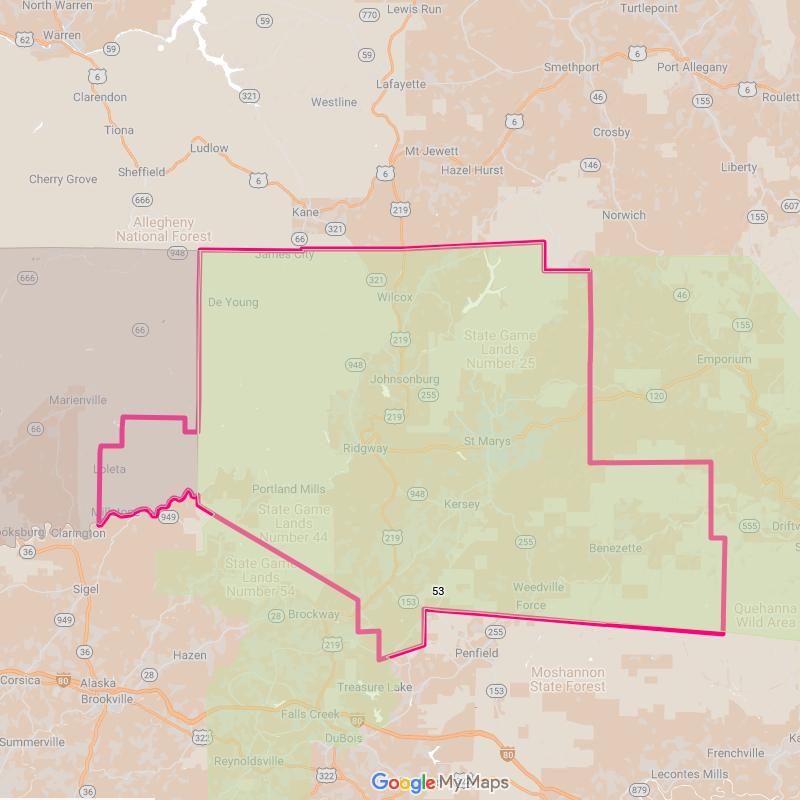 North Warren
Lewis Run
Turtlepoint
770
62
Warren
59
59
59
6
Smethport
Port Allegany
6
6
Clarendon
Lafayette
321
Westline
46
155
6
Roulett
Tiona
6
Crosby
Ludlow
Mt Jewett
146
Liberty
Sheffield
Hazel Hurst
Cherry Grove
6
6
666
607
Kane
219
Norwich
155
Allegheny
National Forest
321
66
948
James City
666
321
46
De Young
Wilcox
66
155
219
State Game
Lands
Number 25
948
Emporium
Johnsonburg
255
120
Marienville
219
66
St Marys
Ridgway
Loleta
Portland Mills
948
Kersey
949
State Game
Lands
Number 44
555
Driftw
ooksburg
Clarington
219
255
Benezette
36
State Game
Lands
Number 54
Sigel
53
Weedville
153
Force
Quehanna
Wild Area
949
28
Brockway
255
219
36
Hazen
Penfield
28
Moshannon
State Forest
Corsica
80
Alaska
Treasure Lake
153
Brookville
Falls Creek
80
322
DuBois
Summerville
80
Frenchville
Reynoldsville
322
Google My Maps
Lecontes Mills
36
879